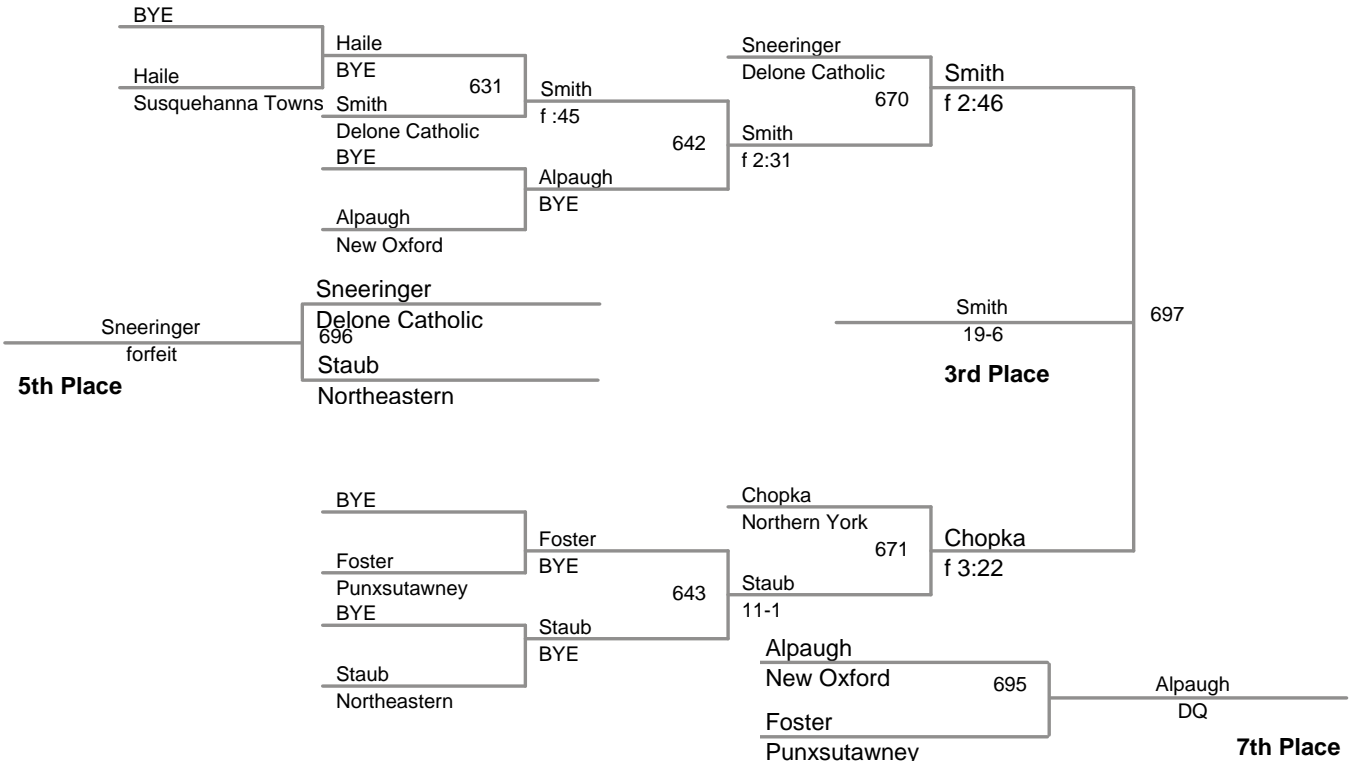 BYE
Haile
Susquehanna Towns
Haile
BYE
631
Smith
Delone Catholic
Smith
f :45
BYE
Alpaugh
New Oxford
Alpaugh
BYE
642
Sneeringer
Delone Catholic
670
Smith
f 2:31
Smith
f 2:46
Sneeringer
forfeit
5th Place
Sneeringer
Delone Catholic
696
Staub
Northeastern
Smith
19-6
3rd Place
697
BYE
Foster
Punxsutawney
Foster
BYE
BYE
Staub
Northeastern
Staub
BYE
643
Chopka
Northern York
671
Staub
11-1
Chopka
f 3:22
Alpaugh
New Oxford
695
Foster
Punxsutawney
Alpaugh
DQ
7th Place